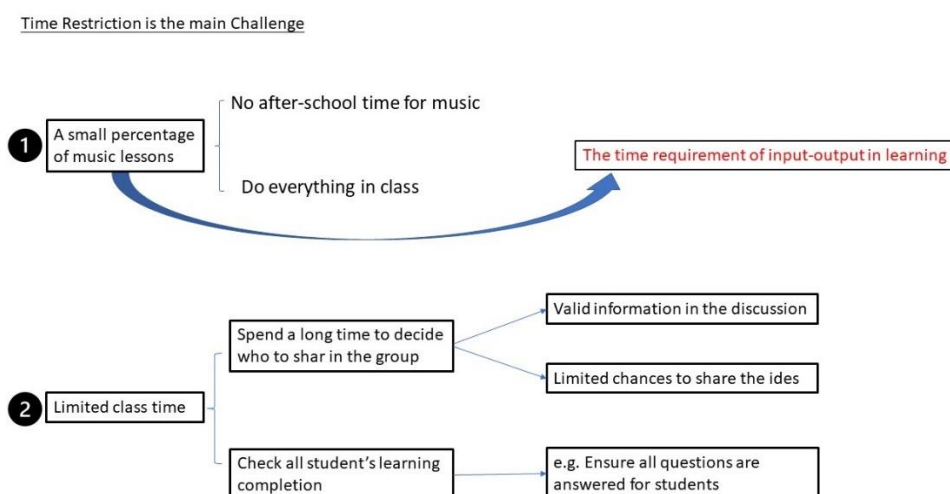 Time Restriction is the main Challenge
No after-school time for music
1
A small percentage
of music lessons
The time requirement of input-output in learning
Do everything in class
Valid information in the discussion
Spend a long time to decide
who to shar in the group
Limited chances to share the ides
2
Limited class time
Check all student's learning
completion
e.g. Ensure all questions are
answered for students